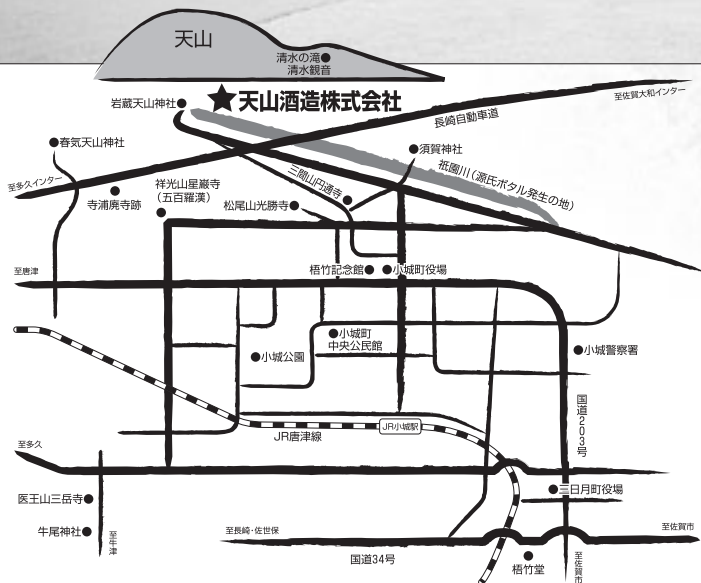 天山
清水の滝
清水観音
岩蔵天山神社
天山酒造株式会社
至佐賀大和インター
長崎自動車道
春気天山神社
須賀神社
祇園川(源氏ボタル発生の地)
三間山円通寺
至多久インター
寺浦廃寺跡
祥光山星巌寺
(五百羅漢)
松尾山光勝寺
至唐津
梧竹記念館
小城町役場
小城公園
小城町
中央公民館
小城警察署
国道203号
JR唐津線
JR小城駅
至多久
医王山三岳寺
牛尾神社
至牛津
三日月町役場
至長崎・佐世保
国道34号
梧竹堂
至佐賀市
至佐賀市